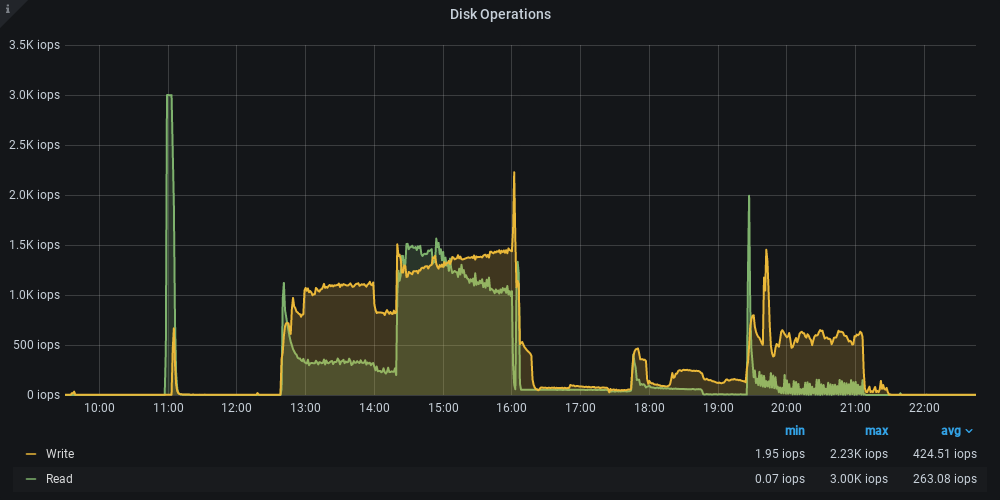 i
Disk Operations
3.5K iops
3.0K iops
2.5K iops
2.0K iops
1.5K iops
1.0K iops
500 iops
0 iops
10:00 11:00 12:00 13:00 14:00 15:00 16:00 17:00 18:00 19:00 20:00 21:00 22:00
min max avg
Write 1.95 iops 2.23K iops 424.51 iops
Read 0.07 iops 3.00K iops 263.08 iops